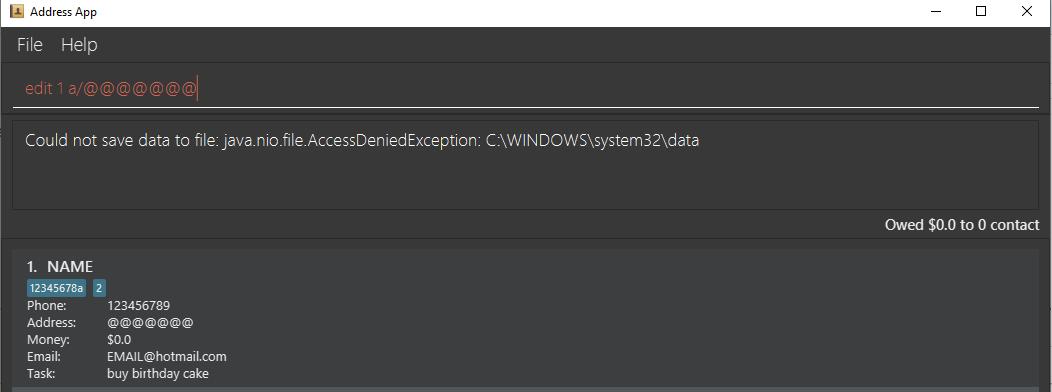 Address App
File Help
edit 1 a/@@@@@@@
Could not save data to file: java.nio.file.AccessDeniedException: C:\WINDOWS\system32\data
Owed $0.0 to 0 contact
1. NAME
12345678a 2
Phone: 123456789
Address: @@@@@@@
Money: $0.0
Email: EMAIL@hotmail.com
Task: buy birthday cake